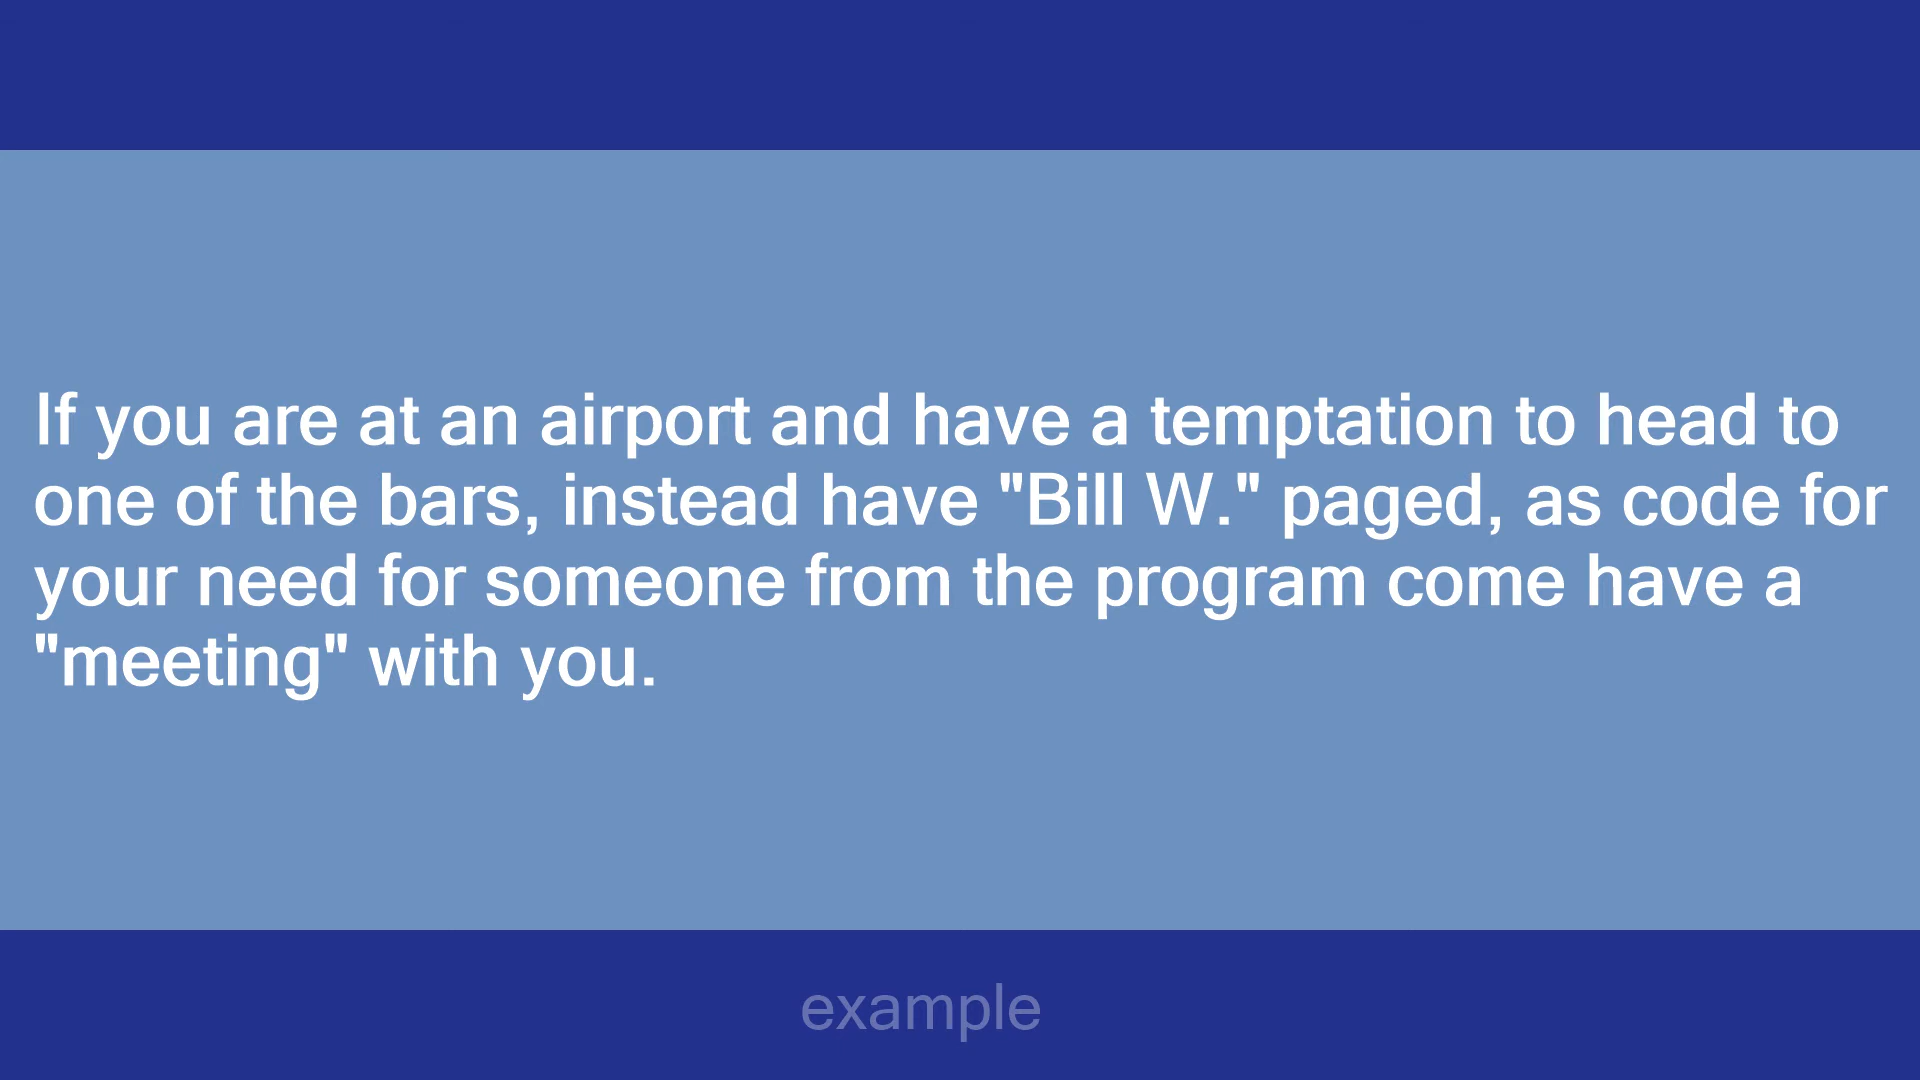 If you are at an airport and have a temptation to head to
one of the bars, instead have "Bill W." paged, as code for
your need for someone from the program come have a
"meeting" with you.
example